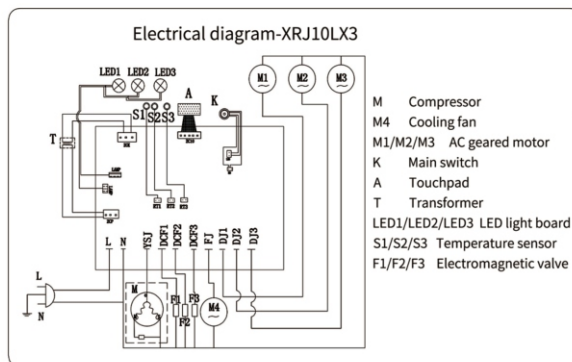 Electrical diagram-XRJ10LX3
LED1 LED2 LED3
M1 M2 M3
A K
S1 S2 S3
T
L N YSJ DCF1 DCF2 DCF3 FJ DJ1 DJ2 DJ3
L
N
M
F1 F2 F3
M4
M Compressor
M4 Cooling fan
M1/M2/M3 AC geared motor
K Main switch
A Touchpad
T Transformer
LED1/LED2/LED3 LED light board
S1/S2/S3 Temperature sensor
F1/F2/F3 Electromagnetic valve